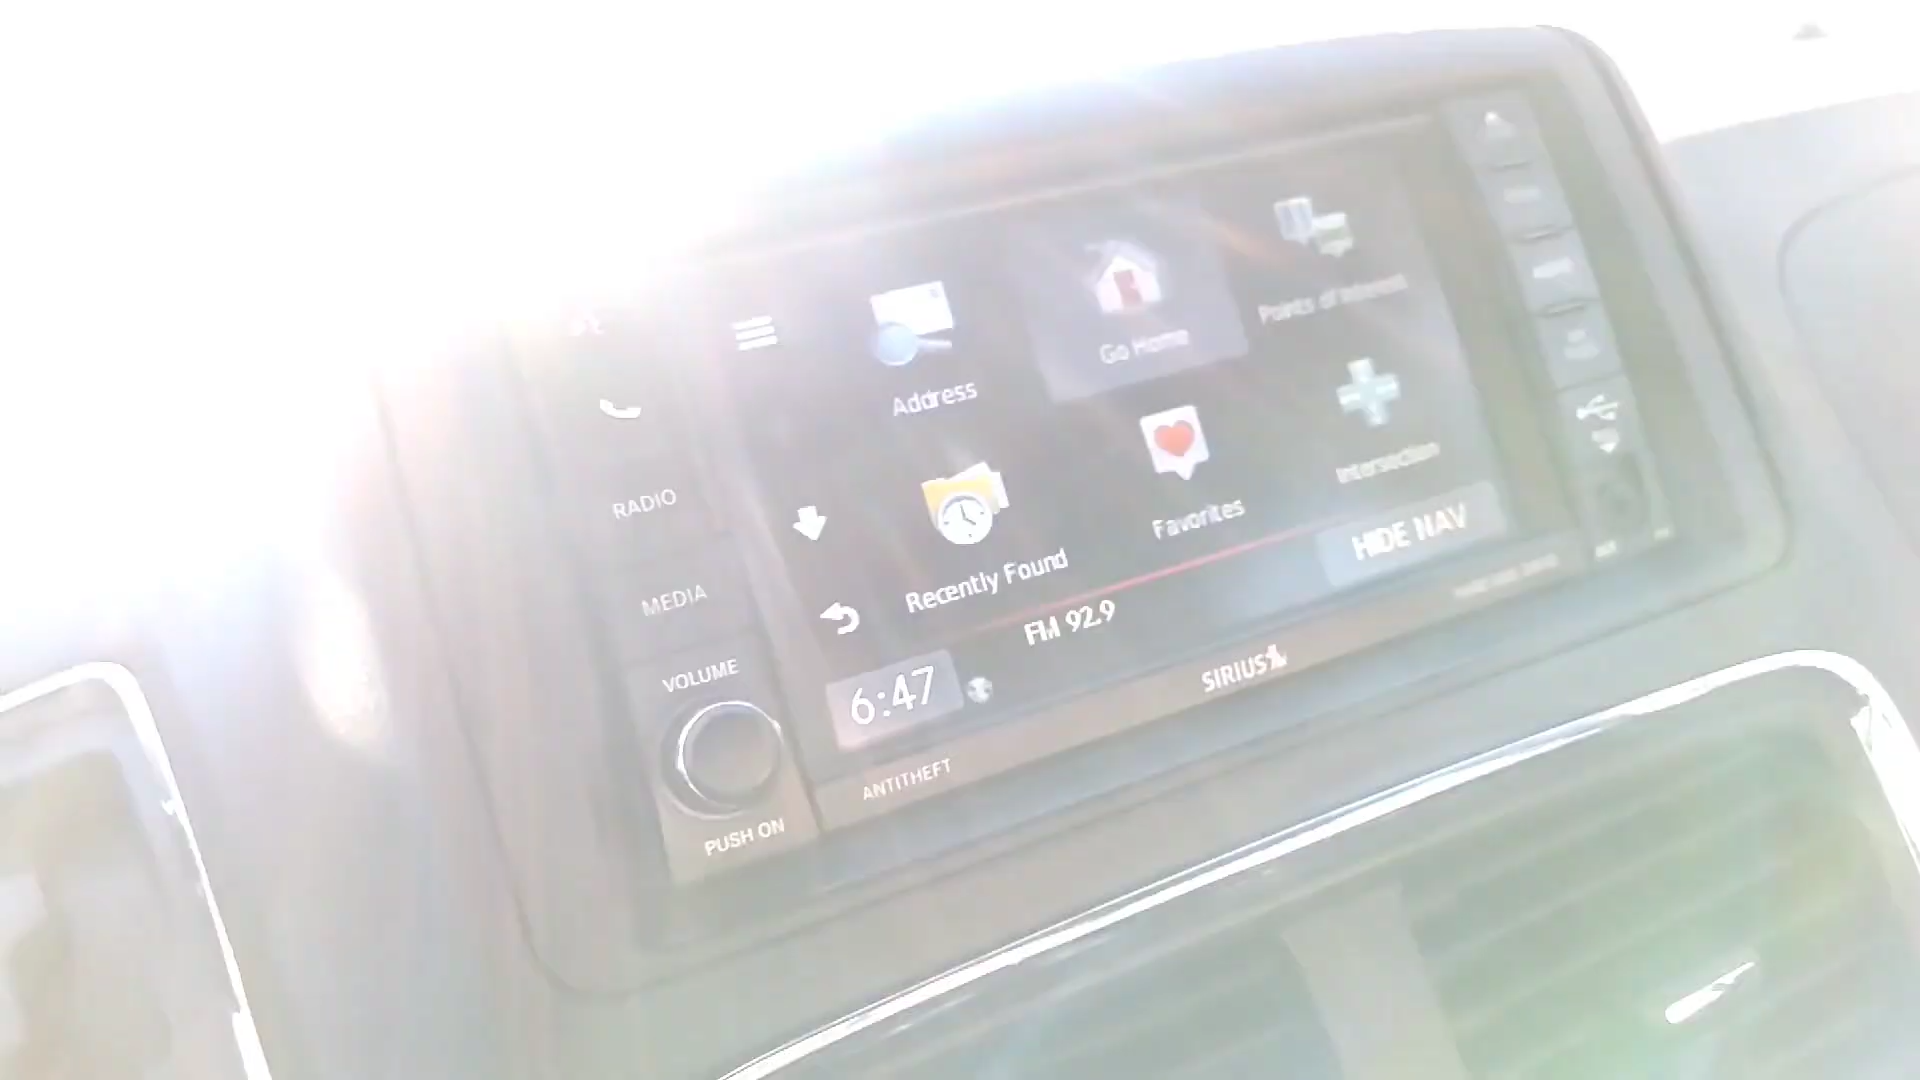 Address
Go Home
Points of Interest
RADIO
Recently Found
Favorites
Intersection
MEDIA
HIDE NAV
FM 92.9
VOLUME
6:47
SIRIUS
ANTITHEFT
PUSH ON